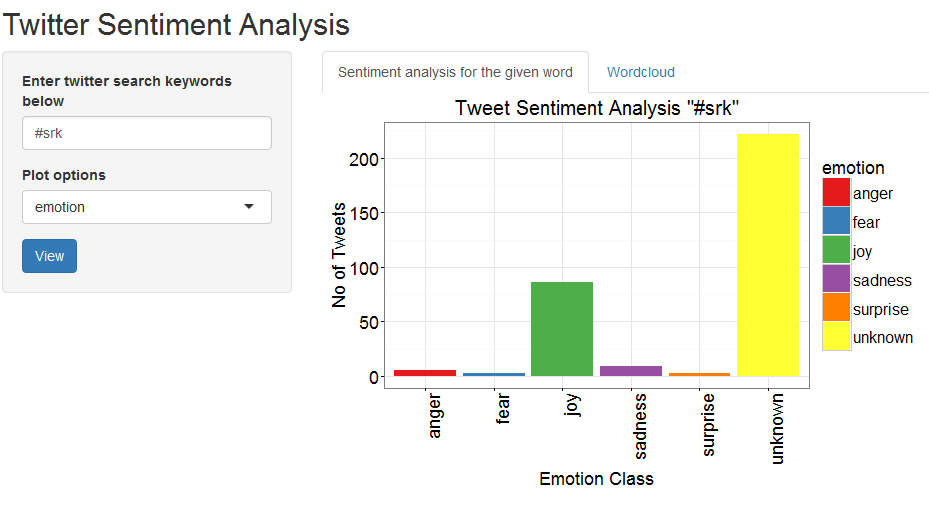 Twitter Sentiment Analysis
Enter twitter search keywords
below
#srk
Plot options
emotion
View
Sentiment analysis for the given word
Wordcloud
Tweet Sentiment Analysis "#srk"
No of Tweets
200
150
100
50
0
anger
fear
joy
sadness
surprise
unknown
Emotion Class
emotion
anger
fear
joy
sadness
surprise
unknown